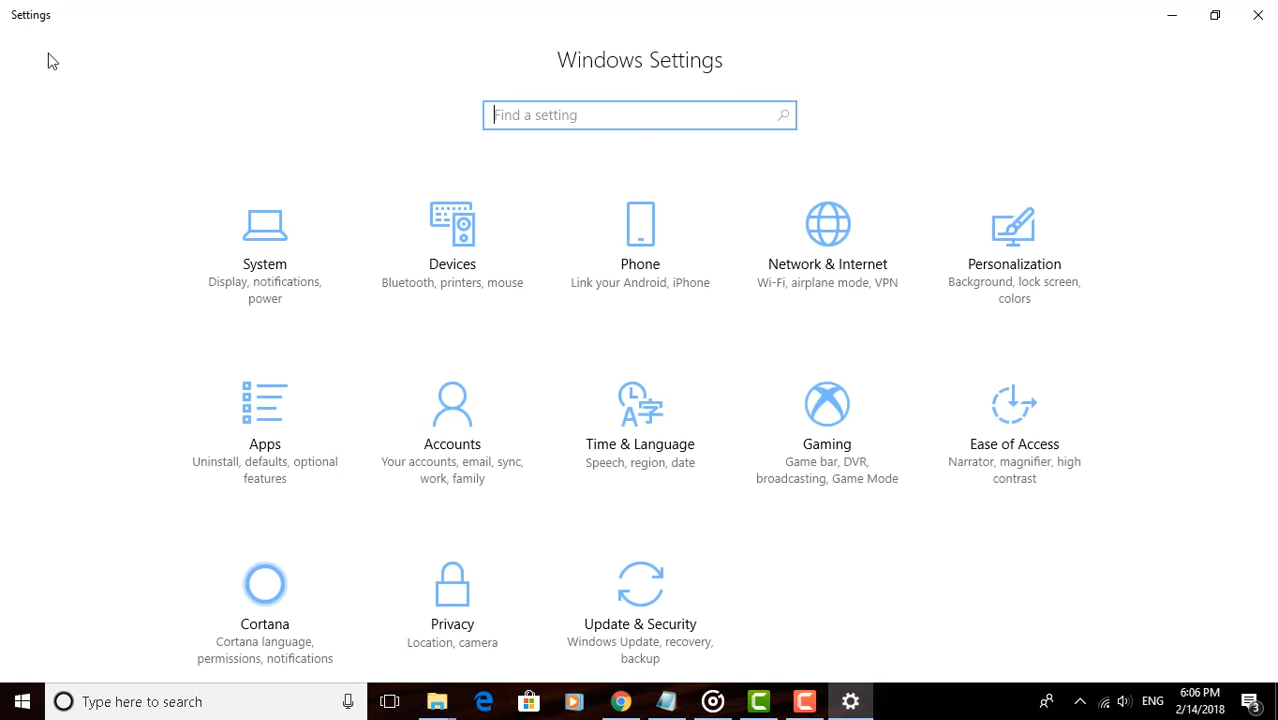 Settings
Windows Settings
Find a setting
System
Display, notifications,
power
Devices
Bluetooth, printers, mouse
Phone
Link your Android, iPhone
Network & Internet
Wi-Fi, airplane mode, VPN
Personalization
Background, lock screen,
colors
Apps
Uninstall, defaults, optional
features
Accounts
Your accounts, email, sync,
work, family
Time & Language
Speech, region, date
Gaming
Game bar, DVR,
broadcasting, Game Mode
Ease of Access
Narrator, magnifier, high
contrast
Cortana
Cortana language,
permissions, notifications
Privacy
Location, camera
Update & Security
Windows Update, recovery,
backup
Type here to search
ENG
6:06 PM
2/14/2018
3